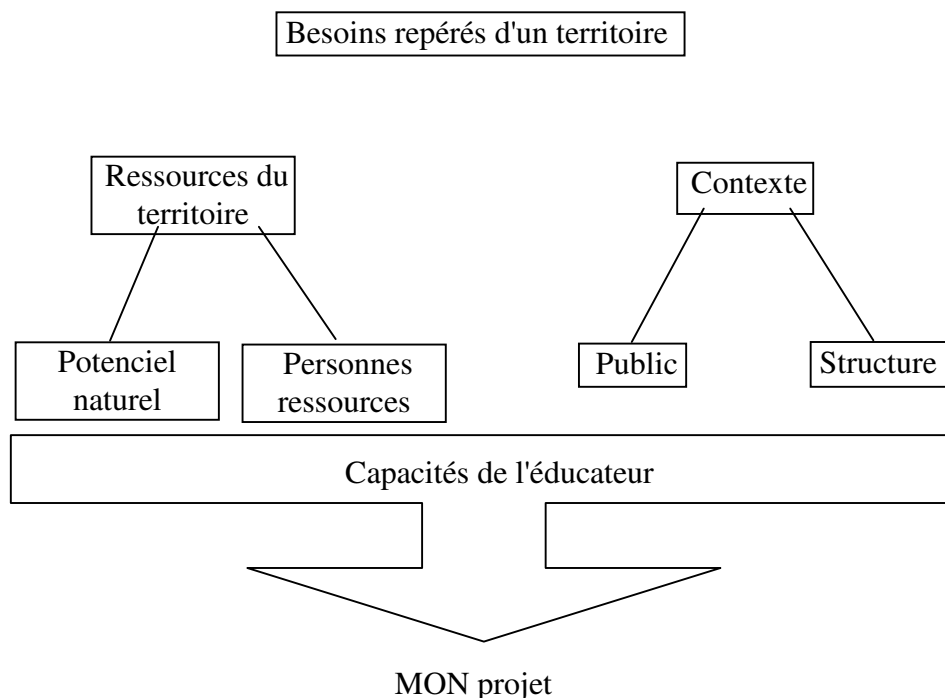 Besoins repérés d'un territoire
Ressources du
territoire
Contexte
Potenciel
naturel
Personnes
ressources
Public
Structure
Capacités de l'éducateur
MON projet